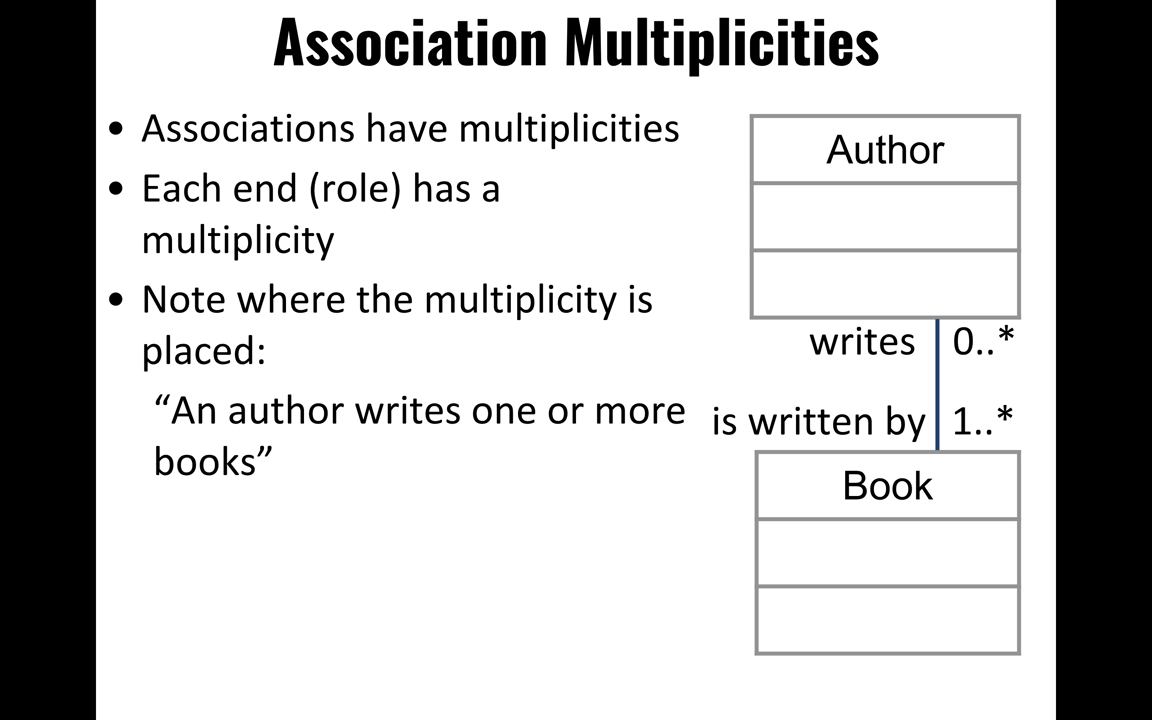 Association Multiplicities
• Associations have multiplicities
• Each end (role) has a
multiplicity
• Note where the multiplicity is
placed:
“An author writes one or more
books”
Author
writes 0..*
is written by 1..*
Book